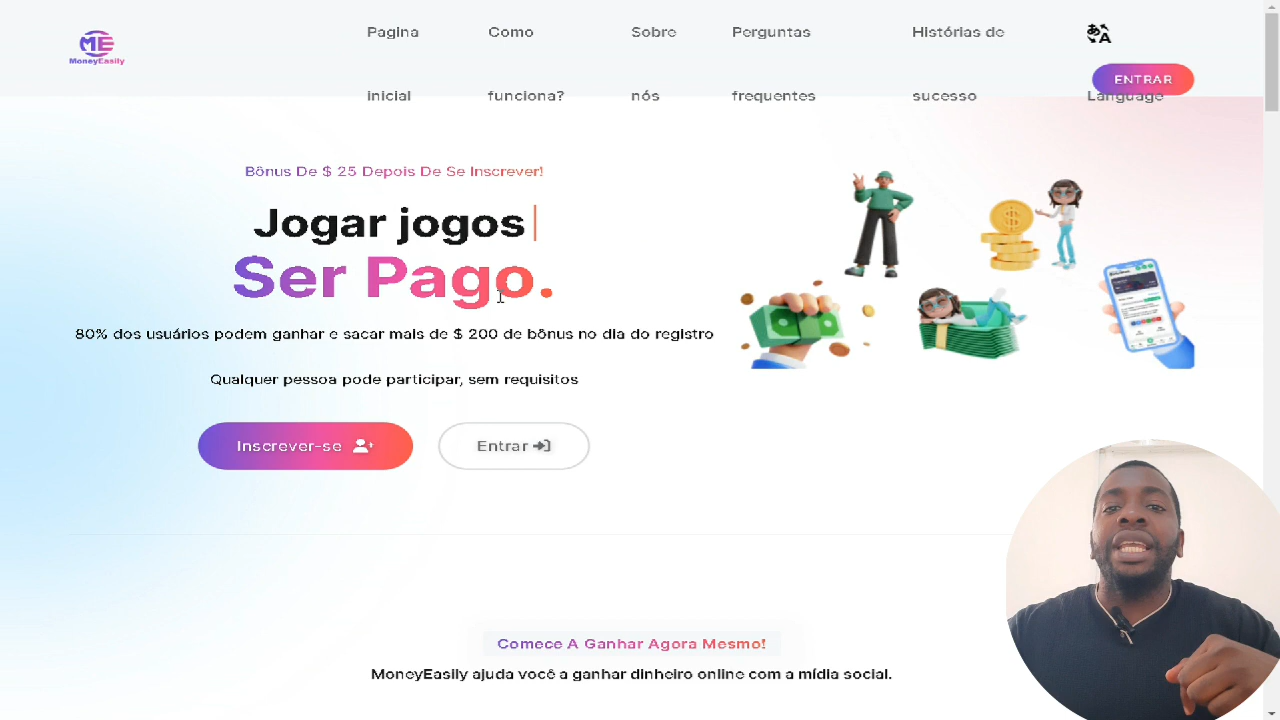 ME
MoneyEasily
Pagina inicial
Como funciona?
Sobre nós
Perguntas frequentes
Histórias de sucesso
Language
ENTRAR
Bônus De $ 25 Depois De Se Inscrever!
Jogar jogos
Ser Pago.
80% dos usuários podem ganhar e sacar mais de $ 200 de bônus no dia do registro
Qualquer pessoa pode participar, sem requisitos
Inscrever-se
Entrar
Comece A Ganhar Agora Mesmo!
MoneyEasily ajuda você a ganhar dinheiro online com a mídia social.